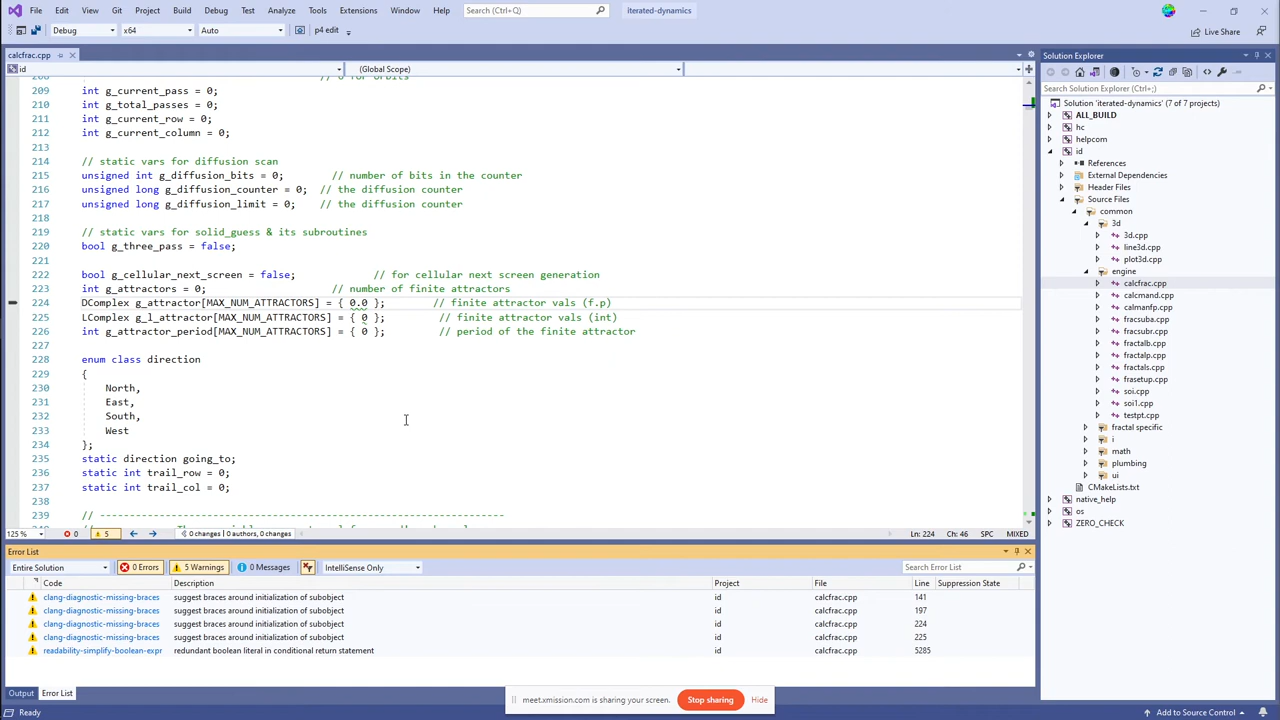 File Edit View Git Project Build Debug Test Analyze Tools Extensions Window Help Search (Ctrl+Q) iterated-dynamics
Debug x64 Auto p4 edit Live Share
calcfrac.cpp
id (Global Scope)
// 0 for orbits
209 int g_current_pass = 0;
210 int g_total_passes = 0;
211 int g_current_row = 0;
212 int g_current_column = 0;
213
214 // static vars for diffusion scan
215 unsigned int g_diffusion_bits = 0; // number of bits in the counter
216 unsigned long g_diffusion_counter = 0; // the diffusion counter
217 unsigned long g_diffusion_limit = 0; // the diffusion counter
218
219 // static vars for solid_guess & its subroutines
220 bool g_three_pass = false;
221
222 bool g_cellular_next_screen = false; // for cellular next screen generation
223 int g_attractors = 0; // number of finite attractors
224 DComplex g_attractor[MAX_NUM_ATTRACTORS] = { 0.0 }; // finite attractor vals (f.p)
225 LComplex g_l_attractor[MAX_NUM_ATTRACTORS] = { 0 }; // finite attractor vals (int)
226 int g_attractor_period[MAX_NUM_ATTRACTORS] = { 0 }; // period of the finite attractor
227
228 enum class direction
229 {
230 North,
231 East,
232 South,
233 West
234 };
235 static direction going_to;
236 static int trail_row = 0;
237 static int trail_col = 0;
238
// --------------------------------------------------------------------
125 % 0 5 0 changes | 0 authors, 0 changes Ln: 224 Ch: 46 SPC MIXED
Error List
Entire Solution 0 Errors 5 Warnings 0 Messages IntelliSense Only Search Error List
Code Description Project File Line Suppression State
clang-diagnostic-missing-braces suggest braces around initialization of subobject id calcfrac.cpp 141
clang-diagnostic-missing-braces suggest braces around initialization of subobject id calcfrac.cpp 197
clang-diagnostic-missing-braces suggest braces around initialization of subobject id calcfrac.cpp 224
clang-diagnostic-missing-braces suggest braces around initialization of subobject id calcfrac.cpp 225
readability-simplify-boolean-expr redundant boolean literal in conditional return statement id calcfrac.cpp 5285
Output Error List
meet.xmission.com is sharing your screen. Stop sharing Hide
Ready Add to Source Control
Solution Explorer
Search Solution Explorer (Ctrl+;)
Solution 'iterated-dynamics' (7 of 7 projects)
ALL_BUILD
hc
helpcom
id
References
External Dependencies
Header Files
Source Files
common
3d
3d.cpp
line3d.cpp
plot3d.cpp
engine
calcfrac.cpp
calcmand.cpp
calmanfp.cpp
fracsuba.cpp
fracsubr.cpp
fractalb.cpp
fractalp.cpp
fractals.cpp
frasetup.cpp
soi.cpp
soi1.cpp
testpt.cpp
fractal specific
i
math
plumbing
ui
CMakeLists.txt
native_help
os
ZERO_CHECK